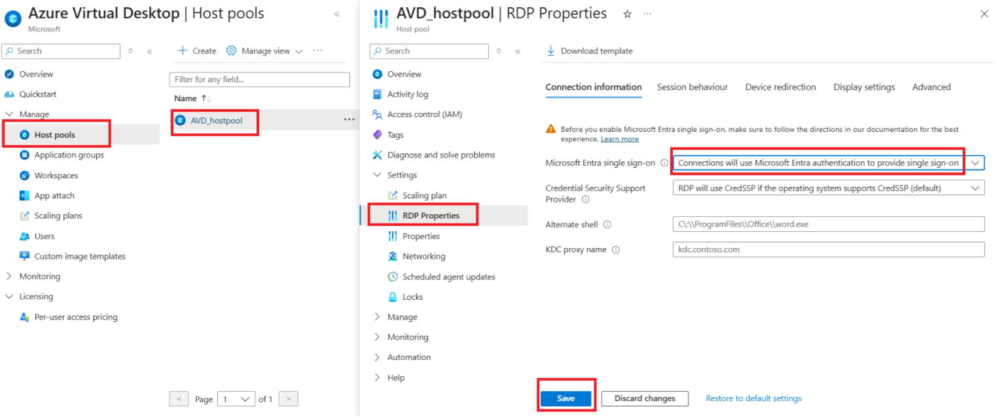 Azure Virtual Desktop | Host pools
Microsoft
Search
Overview
Quickstart
Manage
Host pools
Application groups
Workspaces
App attach
Scaling plans
Users
Custom image templates
Monitoring
Licensing
Per-user access pricing
Create
Manage view
Filter for any field...
Name
AVD_hostpool
Page 1 of 1
AVD_hostpool | RDP Properties
Host pool
Search
Overview
Activity log
Access control (IAM)
Tags
Diagnose and solve problems
Settings
Scaling plan
RDP Properties
Properties
Networking
Scheduled agent updates
Locks
Manage
Monitoring
Automation
Help
Download template
Connection information Session behaviour Device redirection Display settings Advanced
Before you enable Microsoft Entra single sign-on, make sure to follow the directions in our documentation for the best
experience. Learn more
Microsoft Entra single sign-on Connections will use Microsoft Entra authentication to provide single sign-on
Credential Security Support
Provider
RDP will use CredSSP if the operating system supports CredSSP (default)
Alternate shell C\:\\ProgramFiles\\Office\\word.exe
KDC proxy name kdc.contoso.com
Save Discard changes Restore to default settings